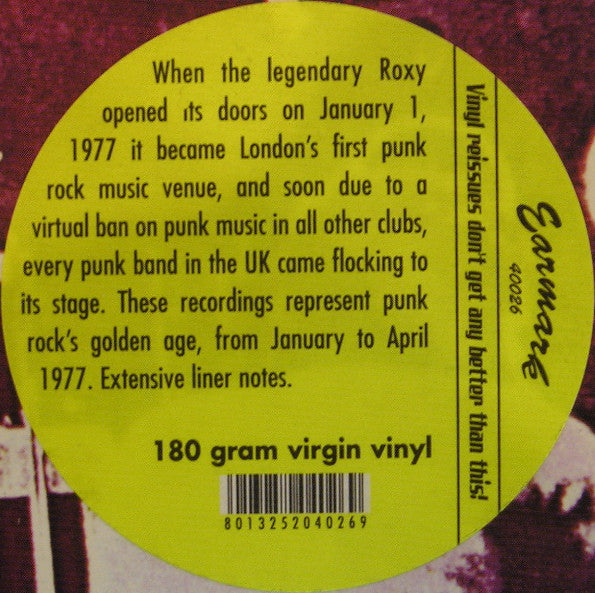 When the legendary Roxy
opened its doors on January 1,
1977 it became London's first punk
rock music venue, and soon due to a
virtual ban on punk music in all other clubs,
every punk band in the UK came flocking to
its stage. These recordings represent punk
rock's golden age, from January to April
1977. Extensive liner notes.
180 gram virgin vinyl
8013252040269
Vinyl reissues don't get any better than this!
Earmark
40026